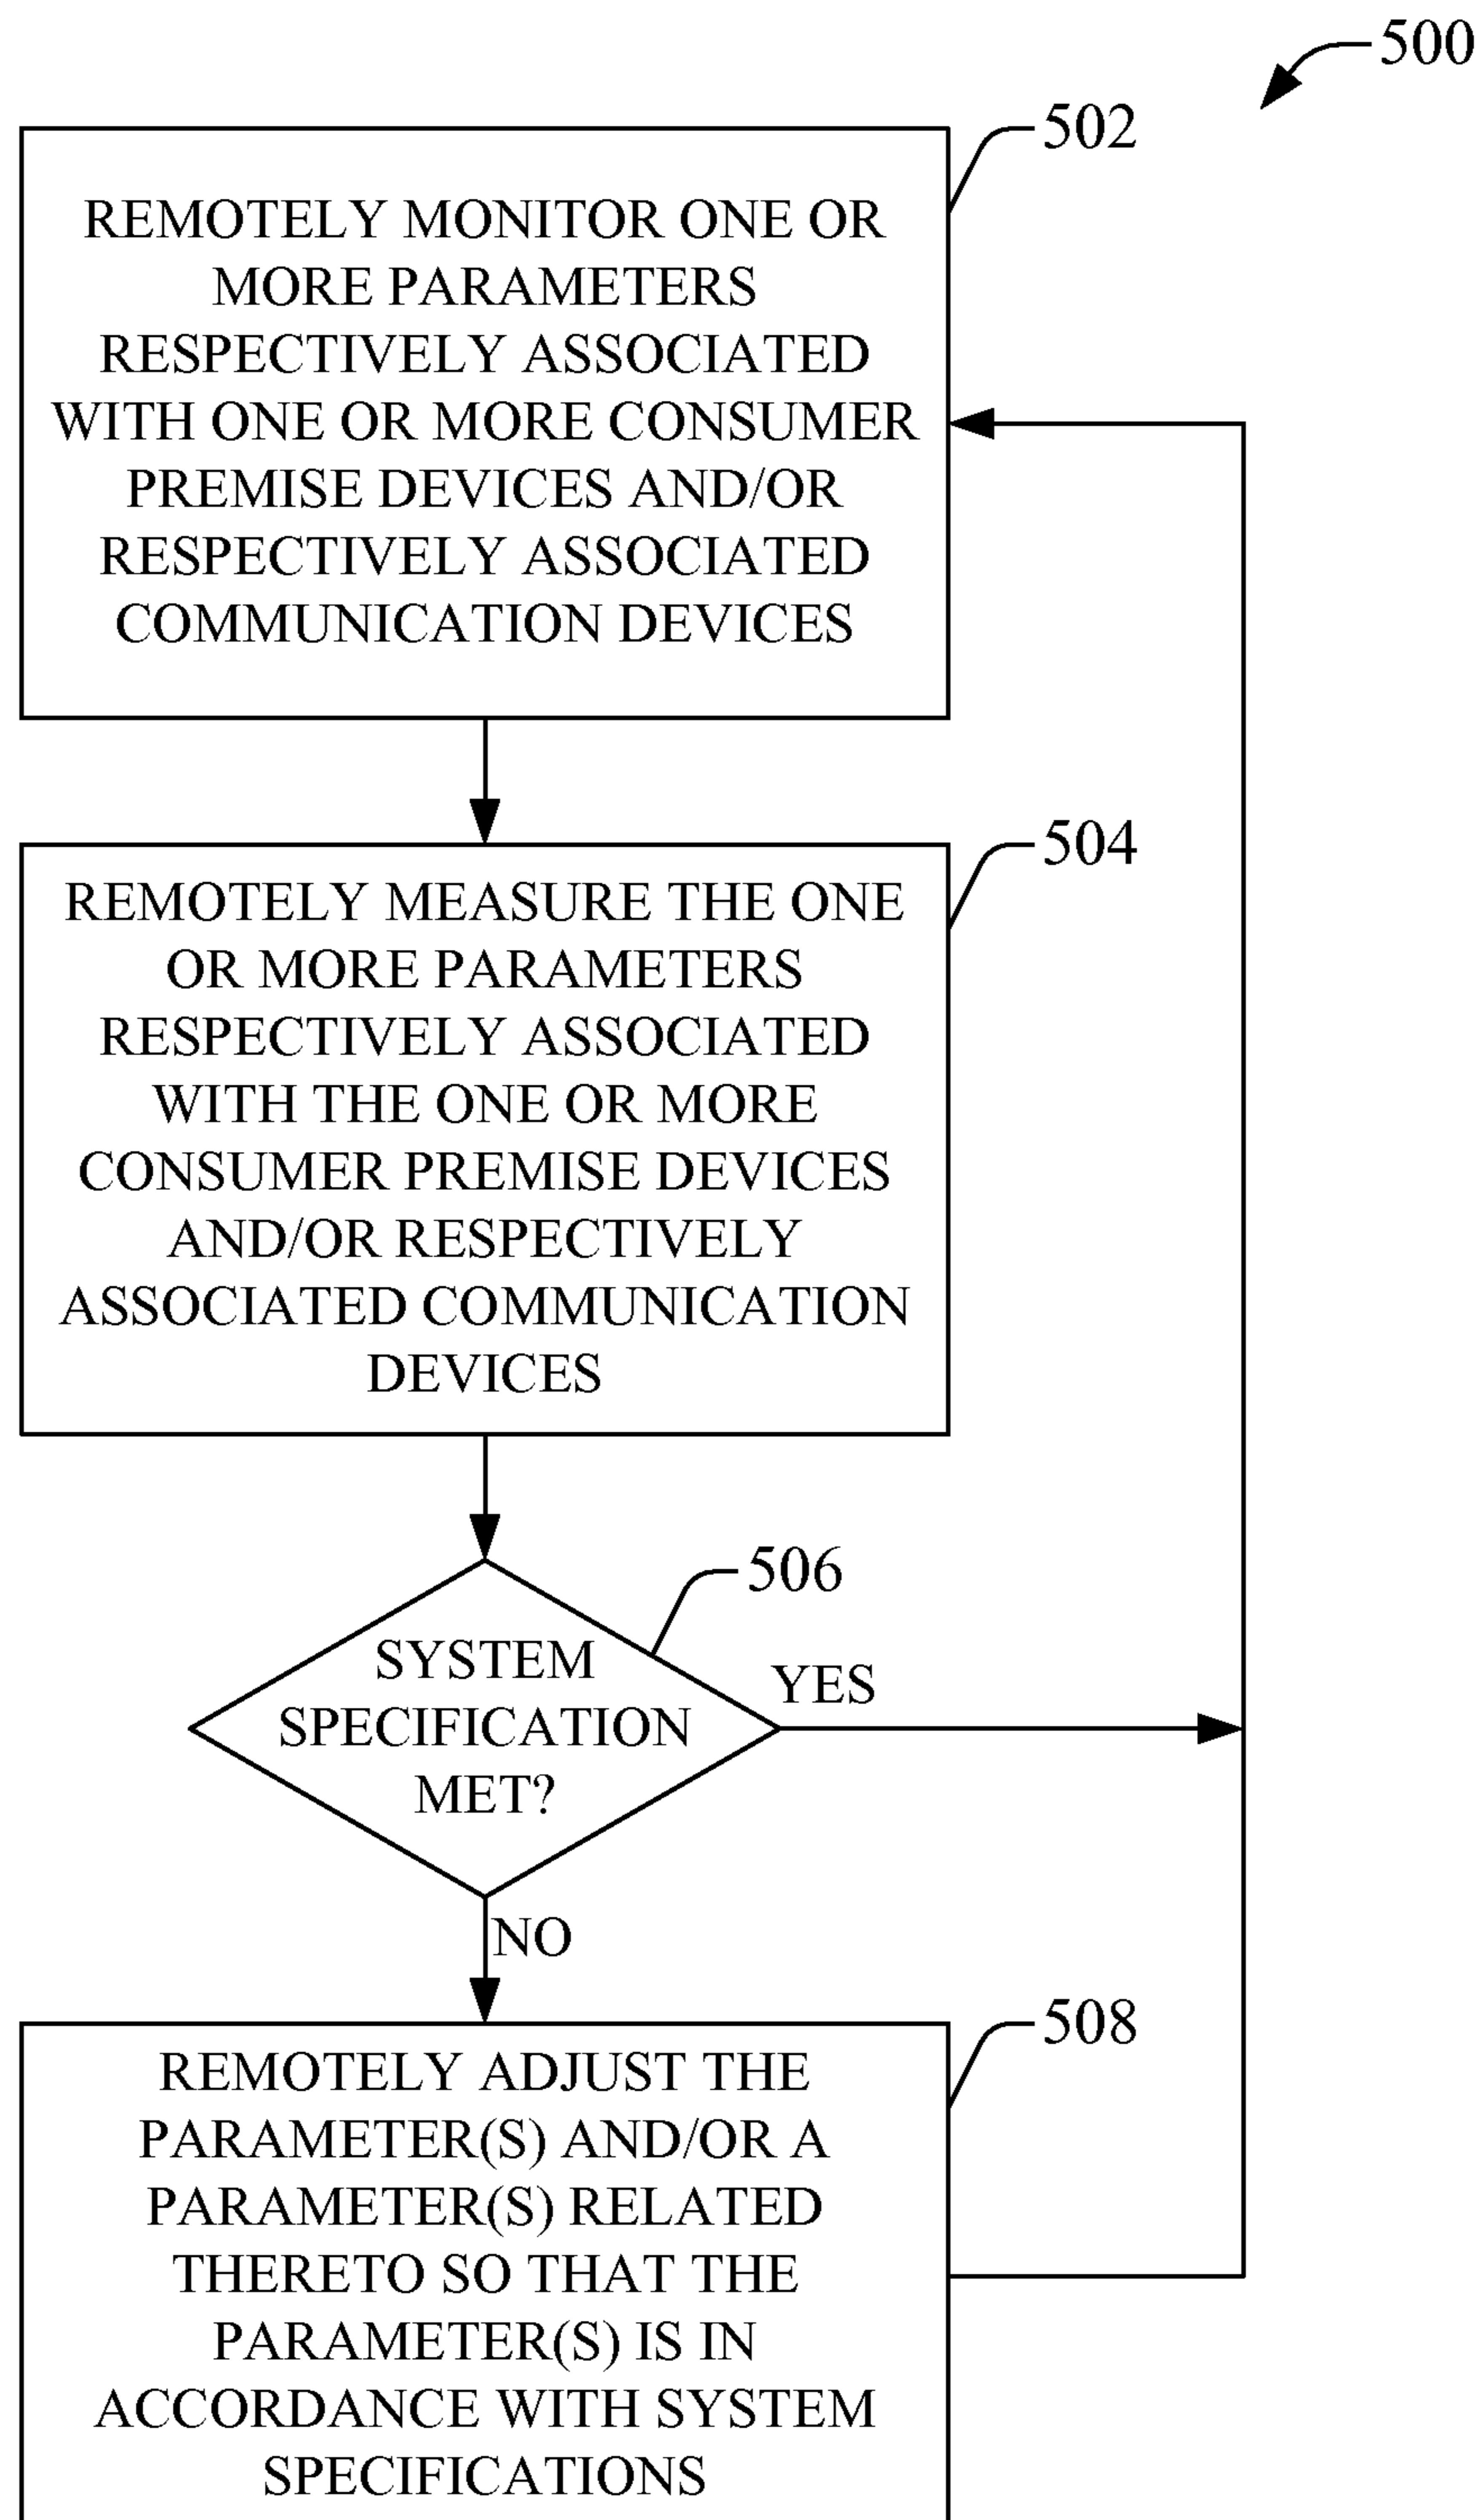 500
502
REMOTELY MONITOR ONE OR
MORE PARAMETERS
RESPECTIVELY ASSOCIATED
WITH ONE OR MORE CONSUMER
PREMISE DEVICES AND/OR
RESPECTIVELY ASSOCIATED
COMMUNICATION DEVICES
504
REMOTELY MEASURE THE ONE
OR MORE PARAMETERS
RESPECTIVELY ASSOCIATED
WITH THE ONE OR MORE
CONSUMER PREMISE DEVICES
AND/OR RESPECTIVELY
ASSOCIATED COMMUNICATION
DEVICES
506
SYSTEM
SPECIFICATION
MET?
YES
NO
508
REMOTELY ADJUST THE
PARAMETER(S) AND/OR A
PARAMETER(S) RELATED
THERETO SO THAT THE
PARAMETER(S) IS IN
ACCORDANCE WITH SYSTEM
SPECIFICATIONS